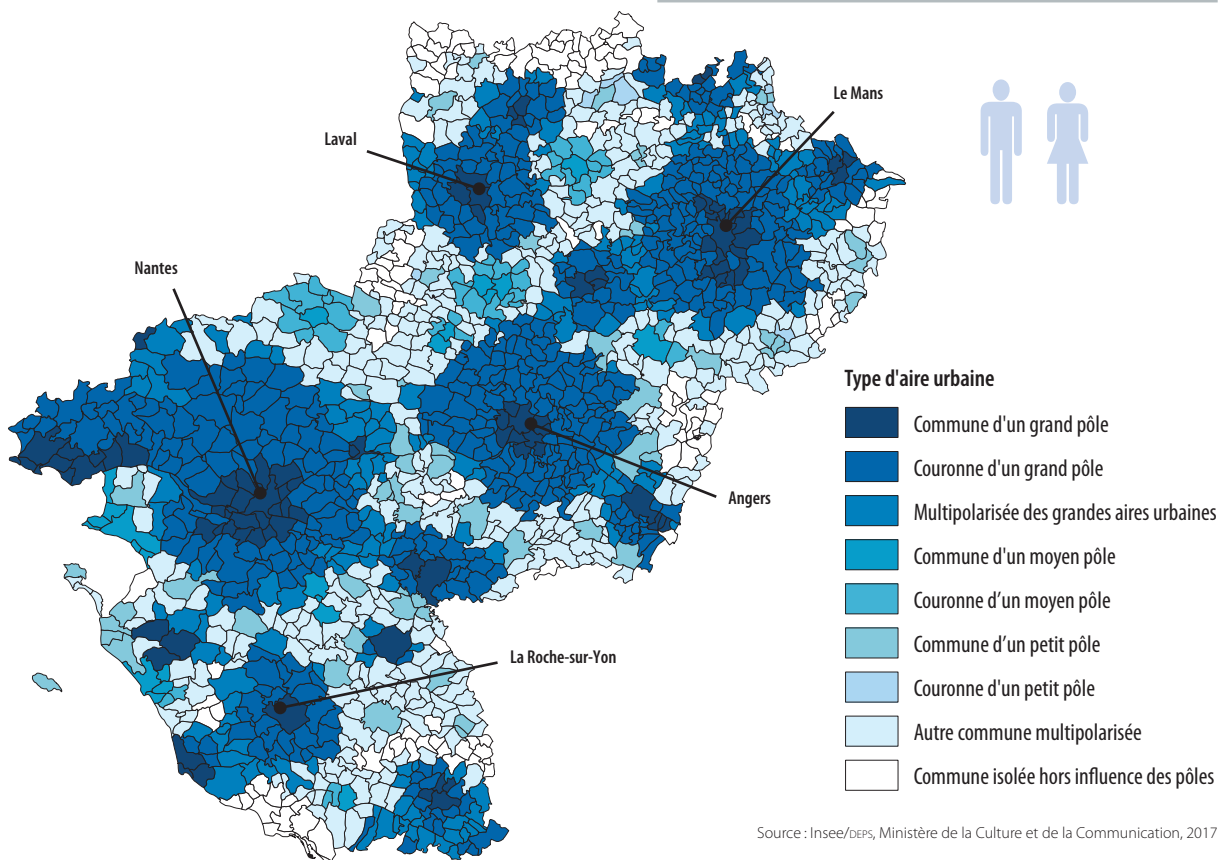 Le Mans
Laval
Nantes
Angers
La Roche-sur-Yon
Type d'aire urbaine
Commune d'un grand pôle
Couronne d'un grand pôle
Multipolarisée des grandes aires urbaines
Commune d'un moyen pôle
Couronne d’un moyen pôle
Commune d’un petit pôle
Couronne d'un petit pôle
Autre commune multipolarisée
Commune isolée hors influence des pôles
Source : Insee/DEPS, Ministère de la Culture et de la Communication, 2017